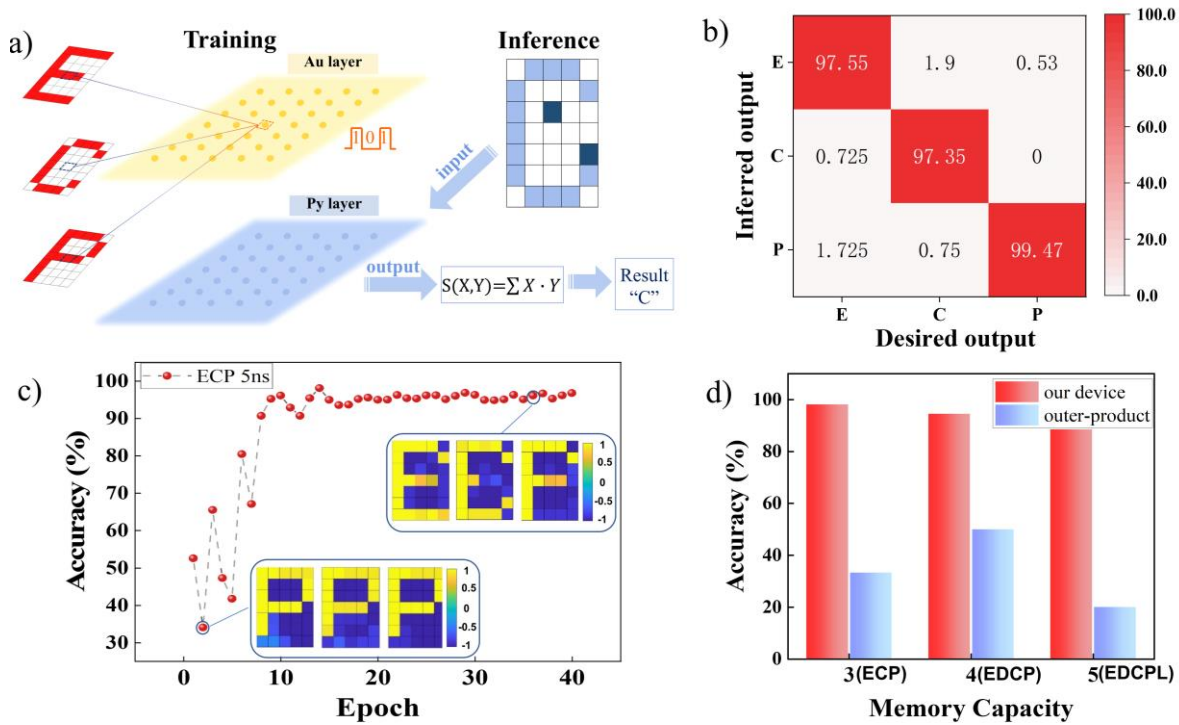 a)
Training
Inference
Au layer
1 0 1
input
Py layer
output
S(X,Y)=∑ X · Y
Result
“C”
b)
Inferred output
E
97.55
1.9
0.53
C
0.725
97.35
0
P
1.725
0.75
99.47
E
C
P
Desired output
100.0
80.0
60.0
40.0
20.0
0.0
c)
ECP 5ns
Accuracy (%)
100
90
80
70
60
50
40
30
1
0.5
0
-0.5
-1
1
0.5
0
-0.5
-1
0
10
20
30
40
Epoch
d)
our device
outer-product
Accuracy (%)
100
80
60
40
20
0
3(ECP)
4(EDCP)
5(EDCPL)
Memory Capacity